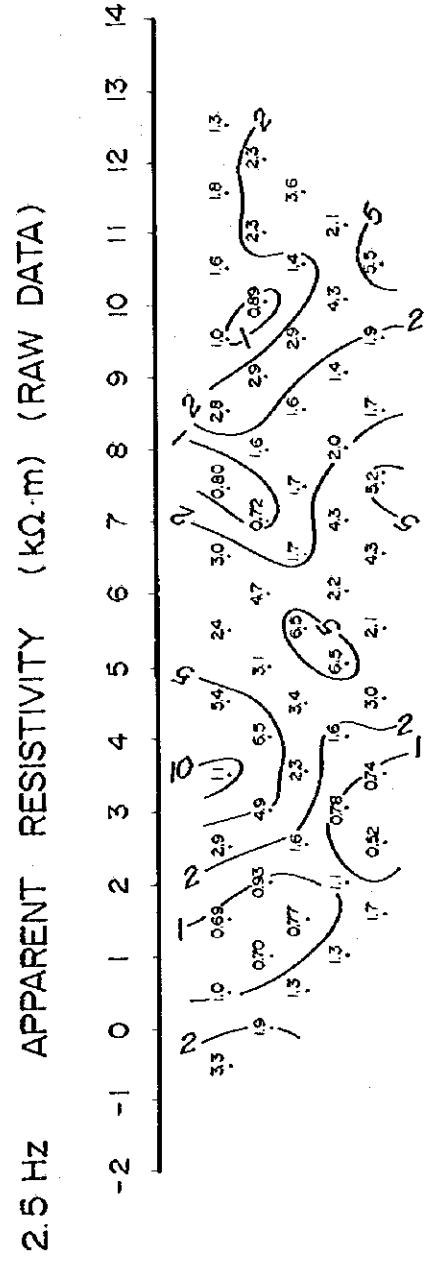 2.5 Hz APPARENT RESISTIVITY (kΩ·m) (RAW DATA)
-2 -1 0 1 2 3 4 5 6 7 8 9 10 11 12 13 14
2 1 1 2 10 5 2 1 2
3.3 1.0 0.69 2.9 11 5.4 24 3.0 0.80 2.8 1.0 1.6 1.8 1.3
1
1.9 0.70 0.93 4.9 6.5 3.1 4.7 0.72 1.6 2.9 0.89 2.3 2.3 2
1.3 0.77 1.6 2.3 3.4 6.5 1.7 1.7 1.6 2.9 1.4 3.6
5
1.3 1.1 0.78 1.6 6.5 2.2 4.3 2.0 1.4 4.3 2.1
1.7 0.52 0.74 3.0 2.1 4.3 5.2 1.7 1.9 5.5
2 1 5 2 5